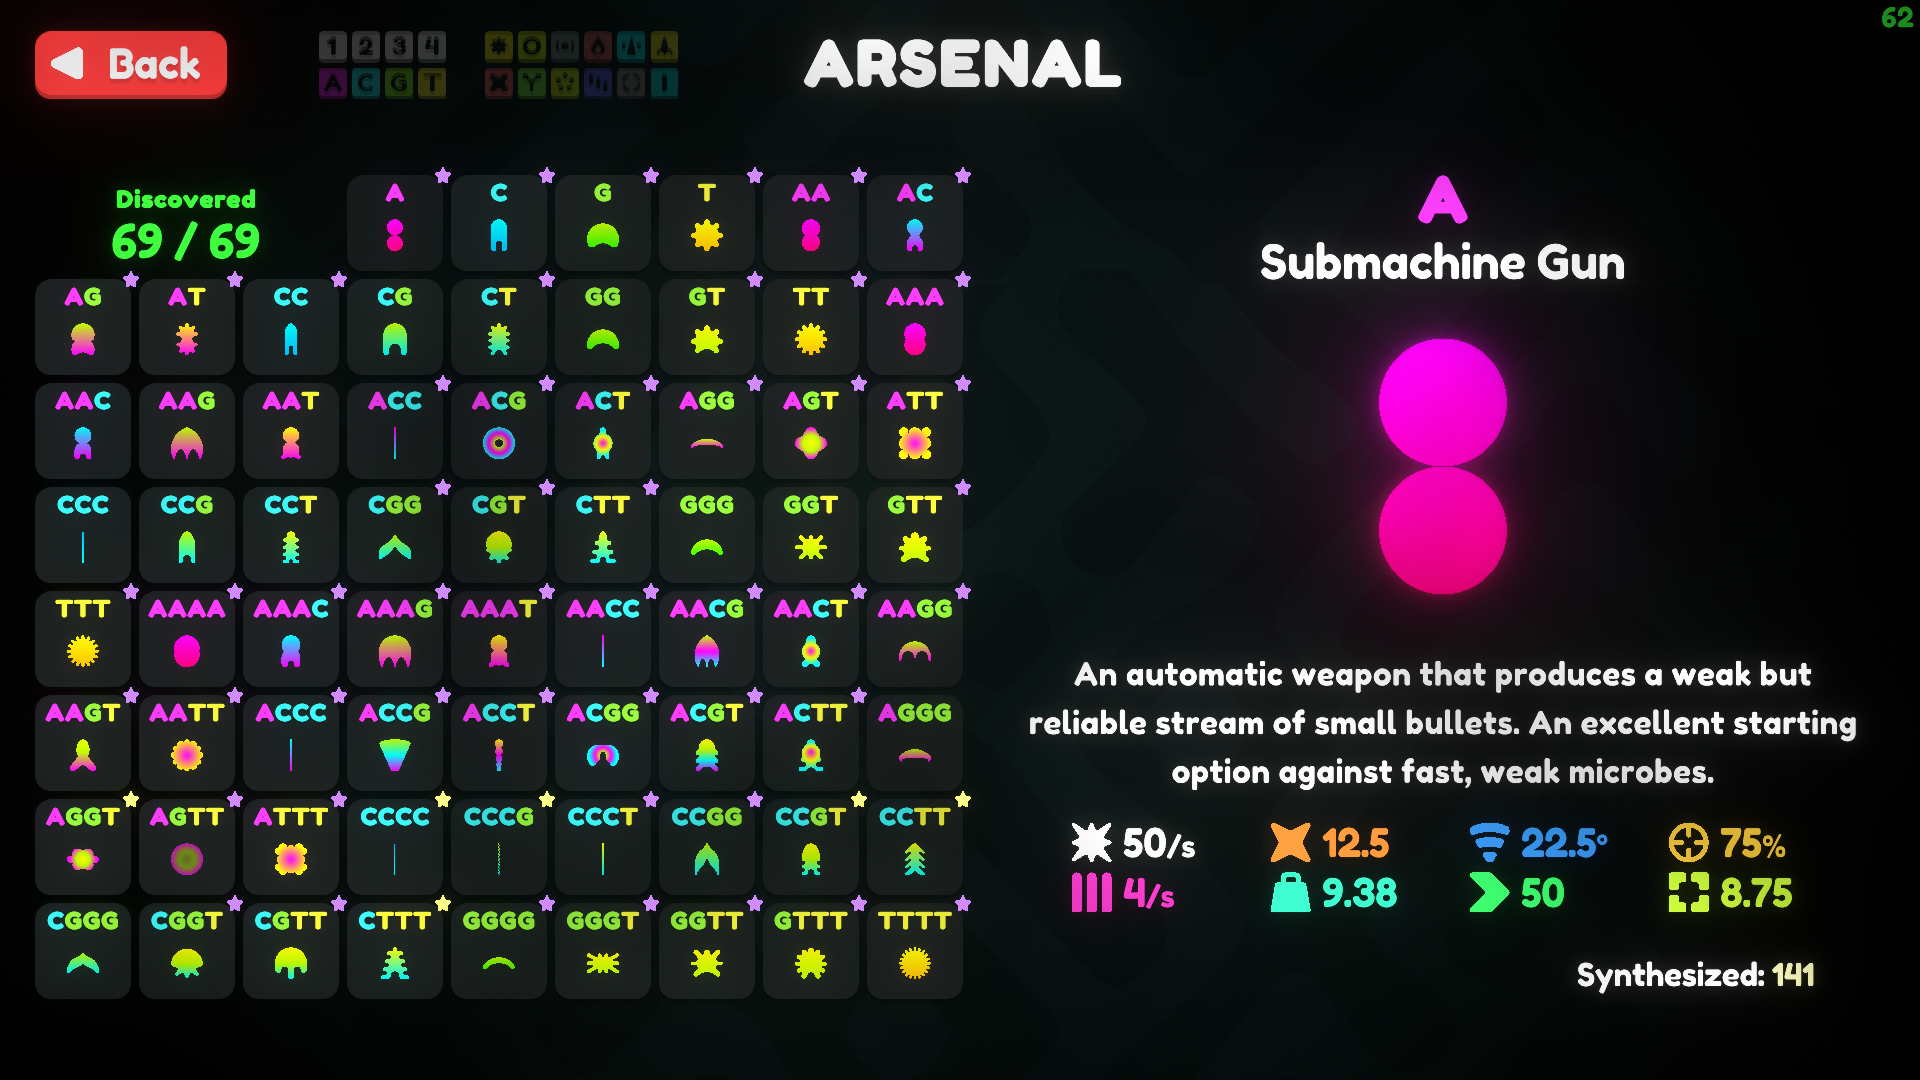 62
Back
1 2 3 4
A C G T
ARSENAL
Discovered
69 / 69
A C G T AA AC
AG AT CC CG CT GG GT TT AAA
AAC AAG AAT ACC ACG ACT AGG AGT ATT
CCC CCG CCT CGG CGT CTT GGG GGT GTT
TTT AAAA AAAC AAAG AAAT AACC AACG AACT AAGG
AAGT AATT ACCC ACCG ACCT ACGG ACGT ACTT AGGG
AGGT AGTT ATTT CCCC CCCG CCCT CCGG CCGT CCTT
CGGG CGGT CGTT CTTT GGGG GGGT GGTT GTTT TTTT
A
Submachine Gun
An automatic weapon that produces a weak but
reliable stream of small bullets. An excellent starting
option against fast, weak microbes.
50/s 12.5 22.5° 75%
4/s 9.38 50 8.75
Synthesized: 141